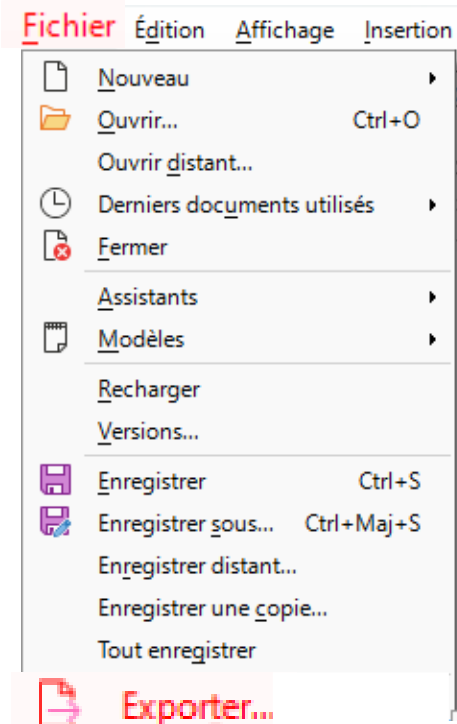 Fichier Édition Affichage Insertion
Nouveau
Ouvrir... Ctrl+O
Ouvrir distant...
Derniers documents utilisés
Fermer
Assistants
Modèles
Recharger
Versions...
Enregistrer Ctrl+S
Enregistrer sous... Ctrl+Maj+S
Enregistrer distant...
Enregistrer une copie...
Tout enregistrer
Exporter...